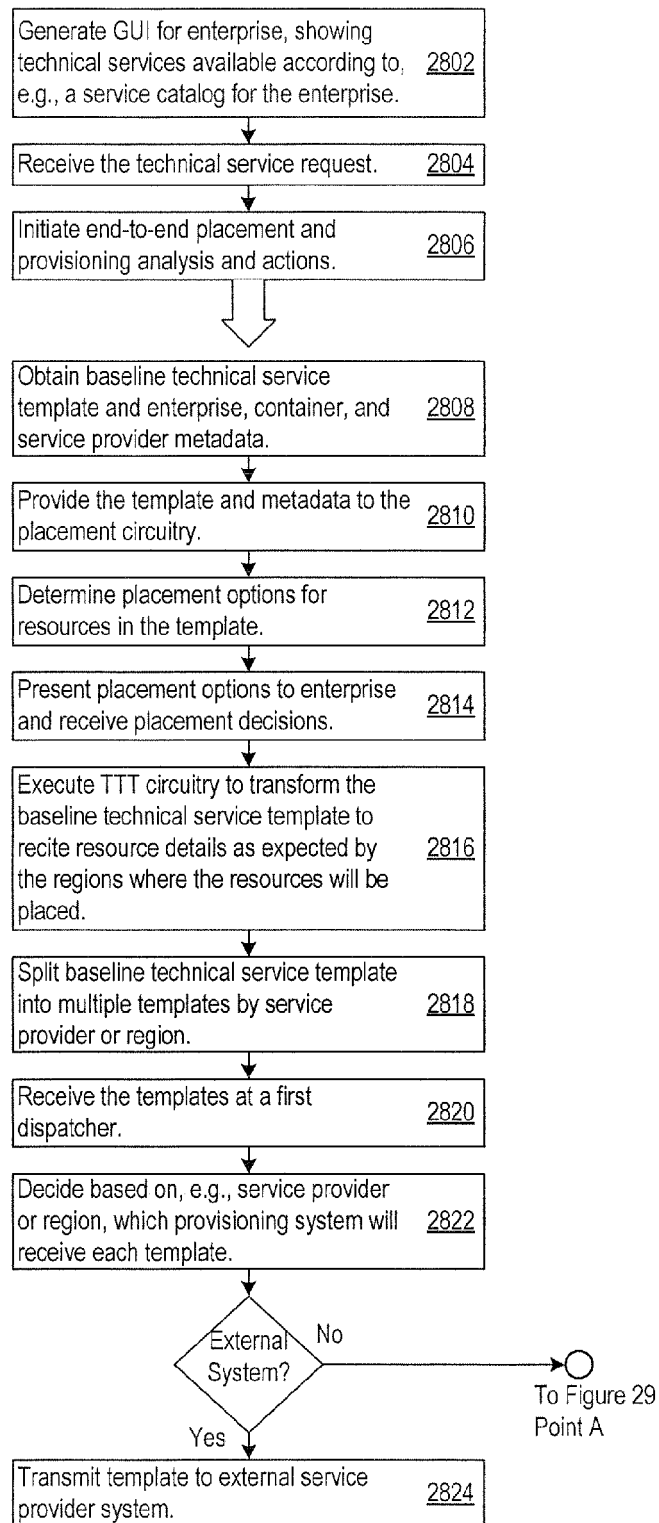 Generate GUI for enterprise, showing
technical services available according to,
e.g., a service catalog for the enterprise.
2802
Receive the technical service request.
2804
Initiate end-to-end placement and
provisioning analysis and actions.
2806
Obtain baseline technical service
template and enterprise, container, and
service provider metadata.
2808
Provide the template and metadata to the
placement circuitry.
2810
Determine placement options for
resources in the template.
2812
Present placement options to enterprise
and receive placement decisions.
2814
Execute TTT circuitry to transform the
baseline technical service template to
recite resource details as expected by
the regions where the resources will be
placed.
2816
Split baseline technical service template
into multiple templates by service
provider or region.
2818
Receive the templates at a first
dispatcher.
2820
Decide based on, e.g., service provider
or region, which provisioning system will
receive each template.
2822
External
System?
No
To Figure 29
Point A
Yes
Transmit template to external service
provider system.
2824